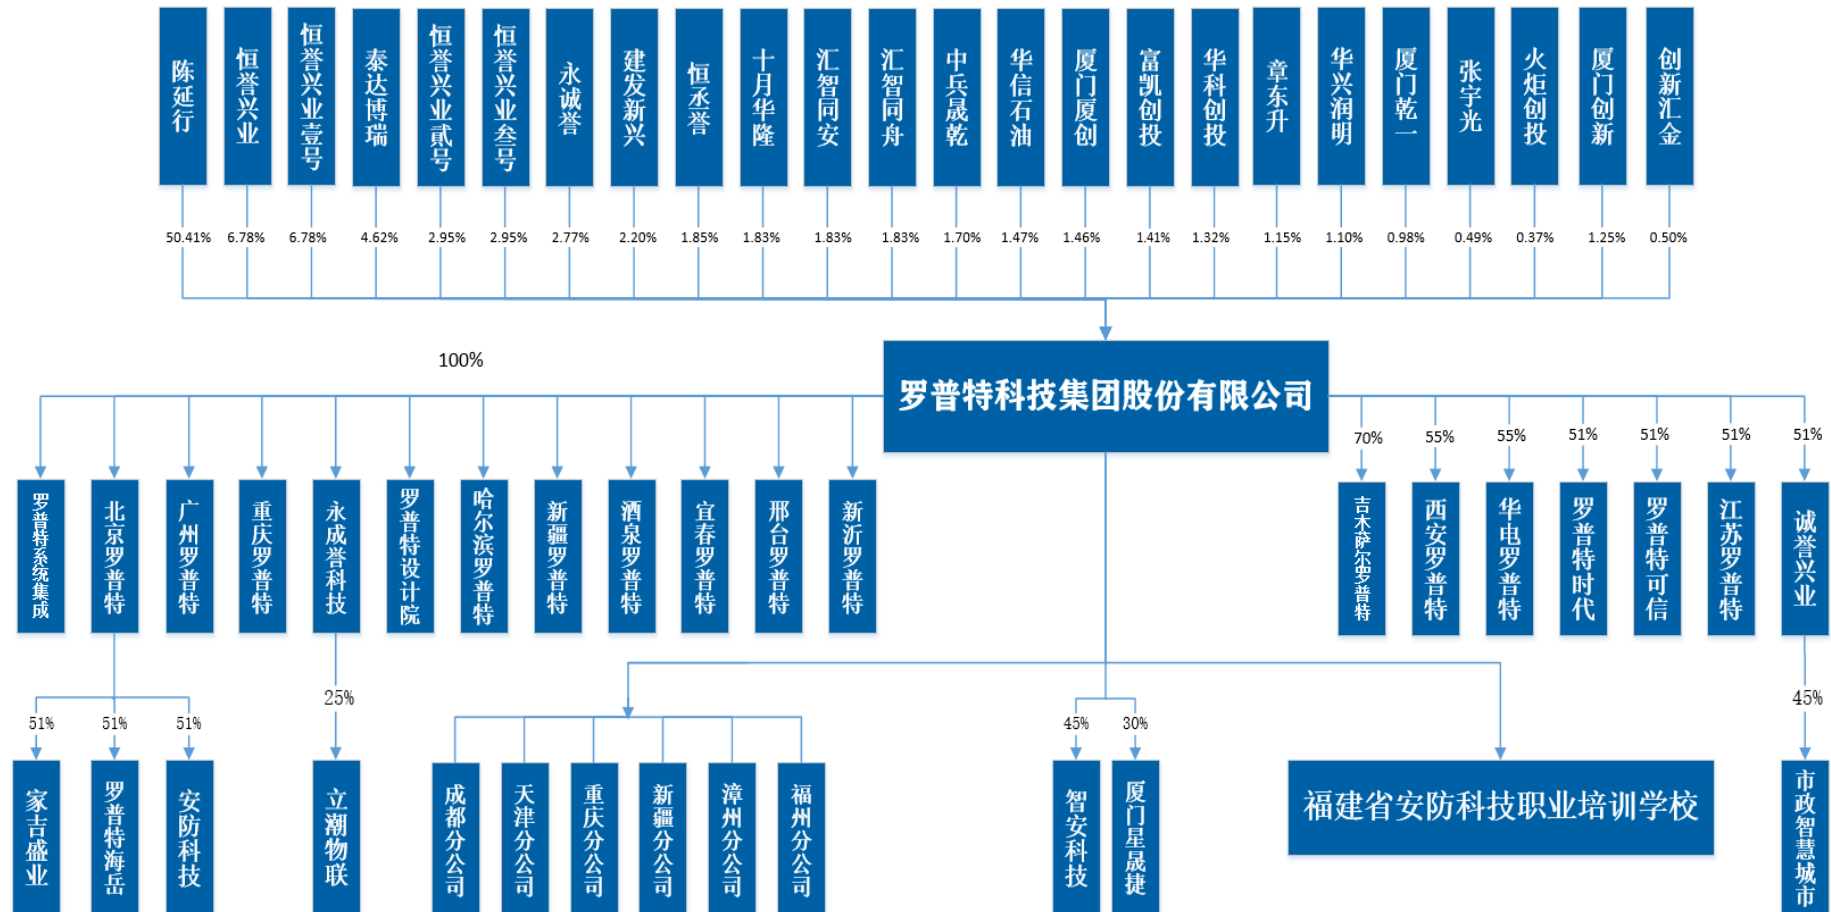 陈延行
恒誉兴业
恒誉兴业壹号
泰达博瑞
恒誉兴业贰号
恒誉兴业叁号
永诚誉
建发新兴
恒丞誉
十月华隆
汇智同安
汇智同舟
中兵晟乾
华信石油
厦门厦创
富凯创投
华科创投
章东升
华兴润明
厦门乾一
张宇光
火炬创投
厦门创新
创新汇金
50.41%
6.78%
6.78%
4.62%
2.95%
2.95%
2.77%
2.20%
1.85%
1.83%
1.83%
1.83%
1.70%
1.47%
1.46%
1.41%
1.32%
1.15%
1.10%
0.98%
0.49%
0.37%
1.25%
0.50%
罗普特科技集团股份有限公司
100%
70%
55%
55%
51%
51%
51%
51%
罗普特系统集成
北京罗普特
广州罗普特
重庆罗普特
永成誉科技
罗普特设计院
哈尔滨罗普特
新疆罗普特
酒泉罗普特
宜春罗普特
邢台罗普特
新沂罗普特
吉木萨尔罗普特
西安罗普特
华电罗普特
罗普特时代
罗普特可信
江苏罗普特
诚誉兴业
51%
51%
51%
25%
45%
30%
45%
家吉盛业
罗普特海岳
安防科技
立潮物联
成都分公司
天津分公司
重庆分公司
新疆分公司
漳州分公司
福州分公司
智安科技
厦门星晟捷
福建省安防科技职业培训学校
市政智慧城市